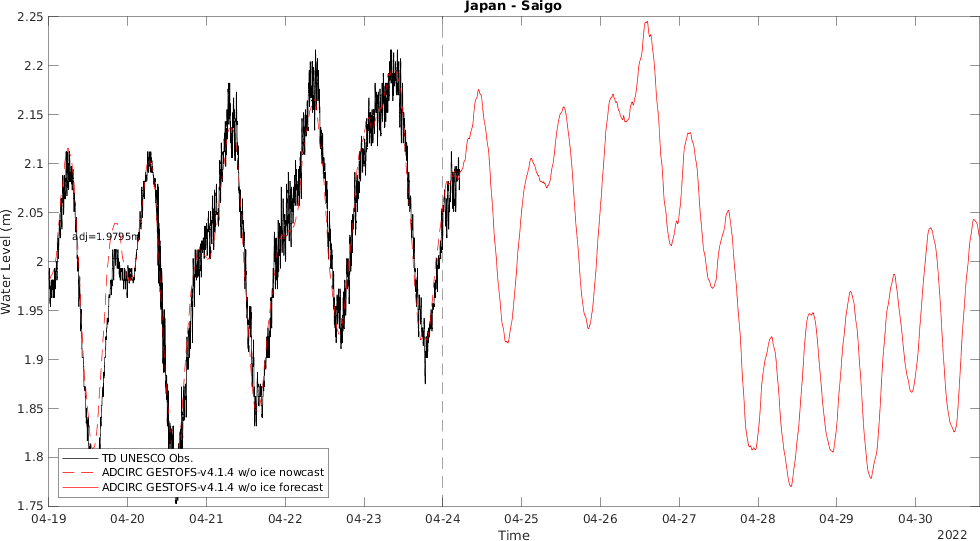 Japan - Saigo
2.25
2.2
2.15
2.1
2.05
2
1.95
1.9
1.85
1.8
1.75
Water Level (m)
adj=1.9795m
TD UNESCO Obs.
ADCIRC GESTOFS-v4.1.4 w/o ice nowcast
ADCIRC GESTOFS-v4.1.4 w/o ice forecast
04-19 04-20 04-21 04-22 04-23 04-24 04-25 04-26 04-27 04-28 04-29 04-30
Time
2022